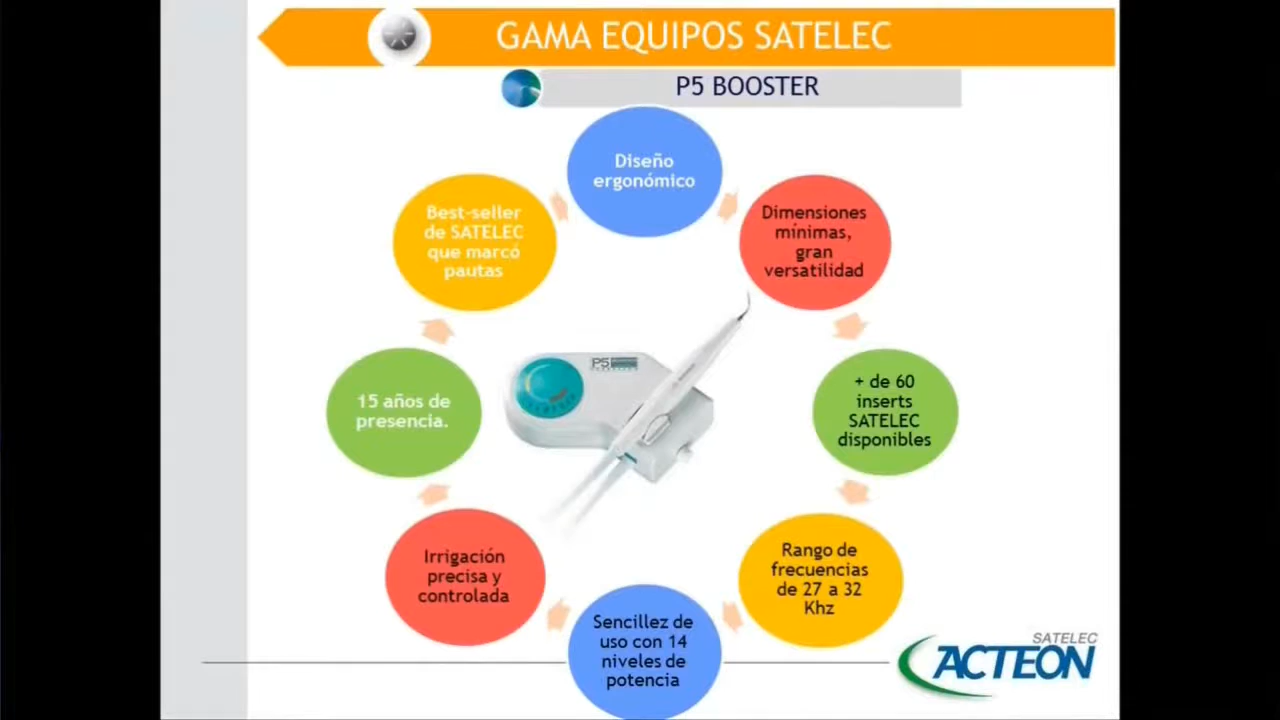 GAMA EQUIPOS SATELEC
P5 BOOSTER
Diseño
ergonómico
Dimensiones
mínimas,
gran
versatilidad
+ de 60
inserts
SATELEC
disponibles
Rango de
frecuencias
de 27 a 32
Khz
Sencillez de
uso con 14
niveles de
potencia
Irrigación
precisa y
controlada
15 años de
presencia.
Best-seller
de SATELEC
que marcó
pautas
P5
SATELEC
ACTEON